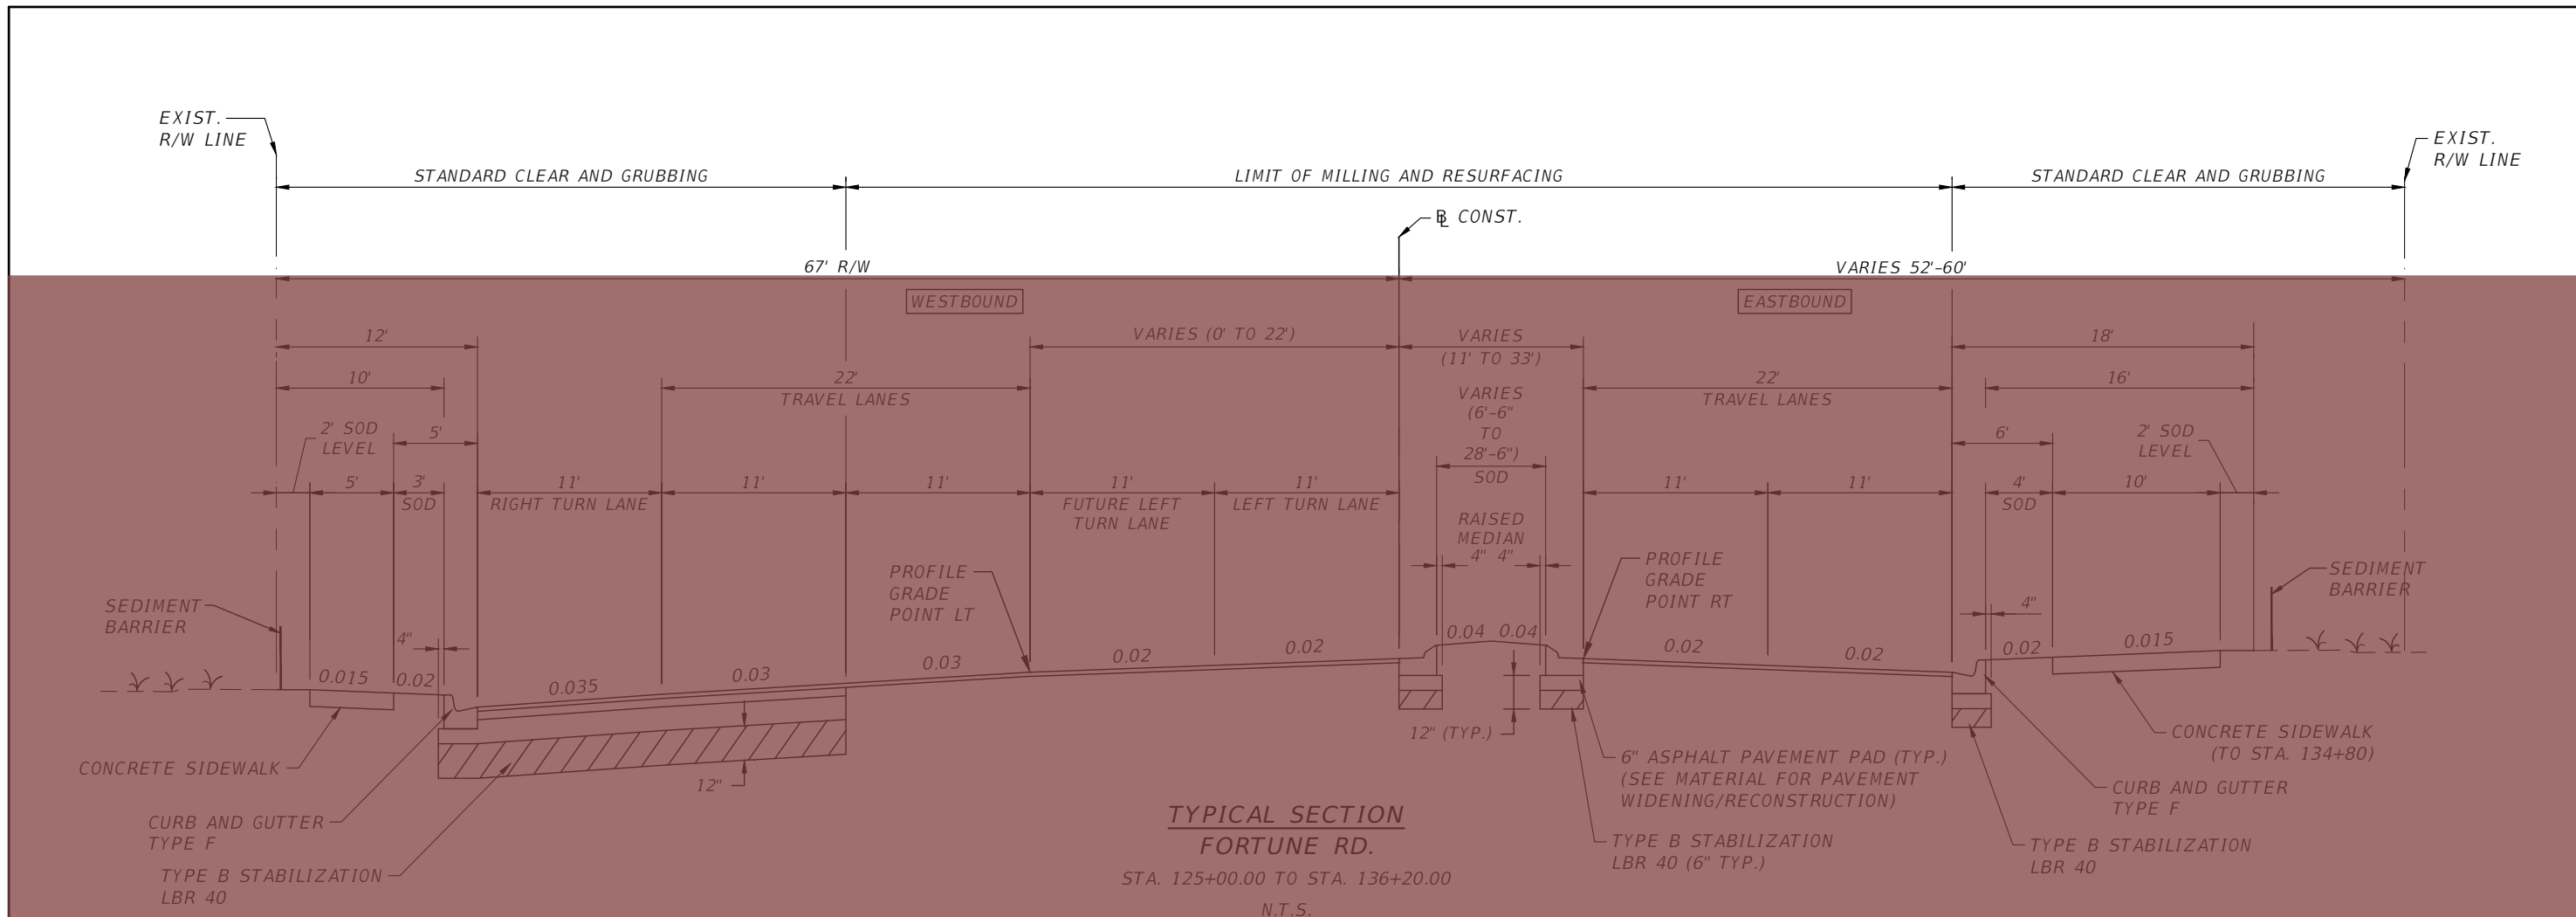 EXIST.
R/W LINE
EXIST.
R/W LINE
STANDARD CLEAR AND GRUBBING
LIMIT OF MILLING AND RESURFACING
STANDARD CLEAR AND GRUBBING
℄ CONST.
67' R/W
VARIES 52'-60'
WESTBOUND
EASTBOUND
12'
VARIES (0' TO 22')
VARIES
(11' TO 33')
18'
10'
22'
TRAVEL LANES
VARIES
(6'-6"
TO
28'-6")
SOD
22'
TRAVEL LANES
16'
2' SOD
LEVEL
5'
6'
2' SOD
LEVEL
5'
3'
SOD
11'
RIGHT TURN LANE
11'
11'
11'
FUTURE LEFT
TURN LANE
11'
LEFT TURN LANE
11'
11'
4'
SOD
10'
RAISED
MEDIAN
4" 4"
PROFILE
GRADE
POINT LT
PROFILE
GRADE
POINT RT
SEDIMENT
BARRIER
SEDIMENT
BARRIER
4"
4"
0.015
0.02
0.035
0.03
0.03
0.02
0.02
0.04
0.04
0.02
0.02
0.02
0.015
12" (TYP.)
12"
CONCRETE SIDEWALK
CURB AND GUTTER
TYPE F
TYPE B STABILIZATION
LBR 40
6" ASPHALT PAVEMENT PAD (TYP.)
(SEE MATERIAL FOR PAVEMENT
WIDENING/RECONSTRUCTION)
TYPE B STABILIZATION
LBR 40 (6" TYP.)
CONCRETE SIDEWALK
(TO STA. 134+80)
CURB AND GUTTER
TYPE F
TYPE B STABILIZATION
LBR 40
TYPICAL SECTION
FORTUNE RD.
STA. 125+00.00 TO STA. 136+20.00
N.T.S.